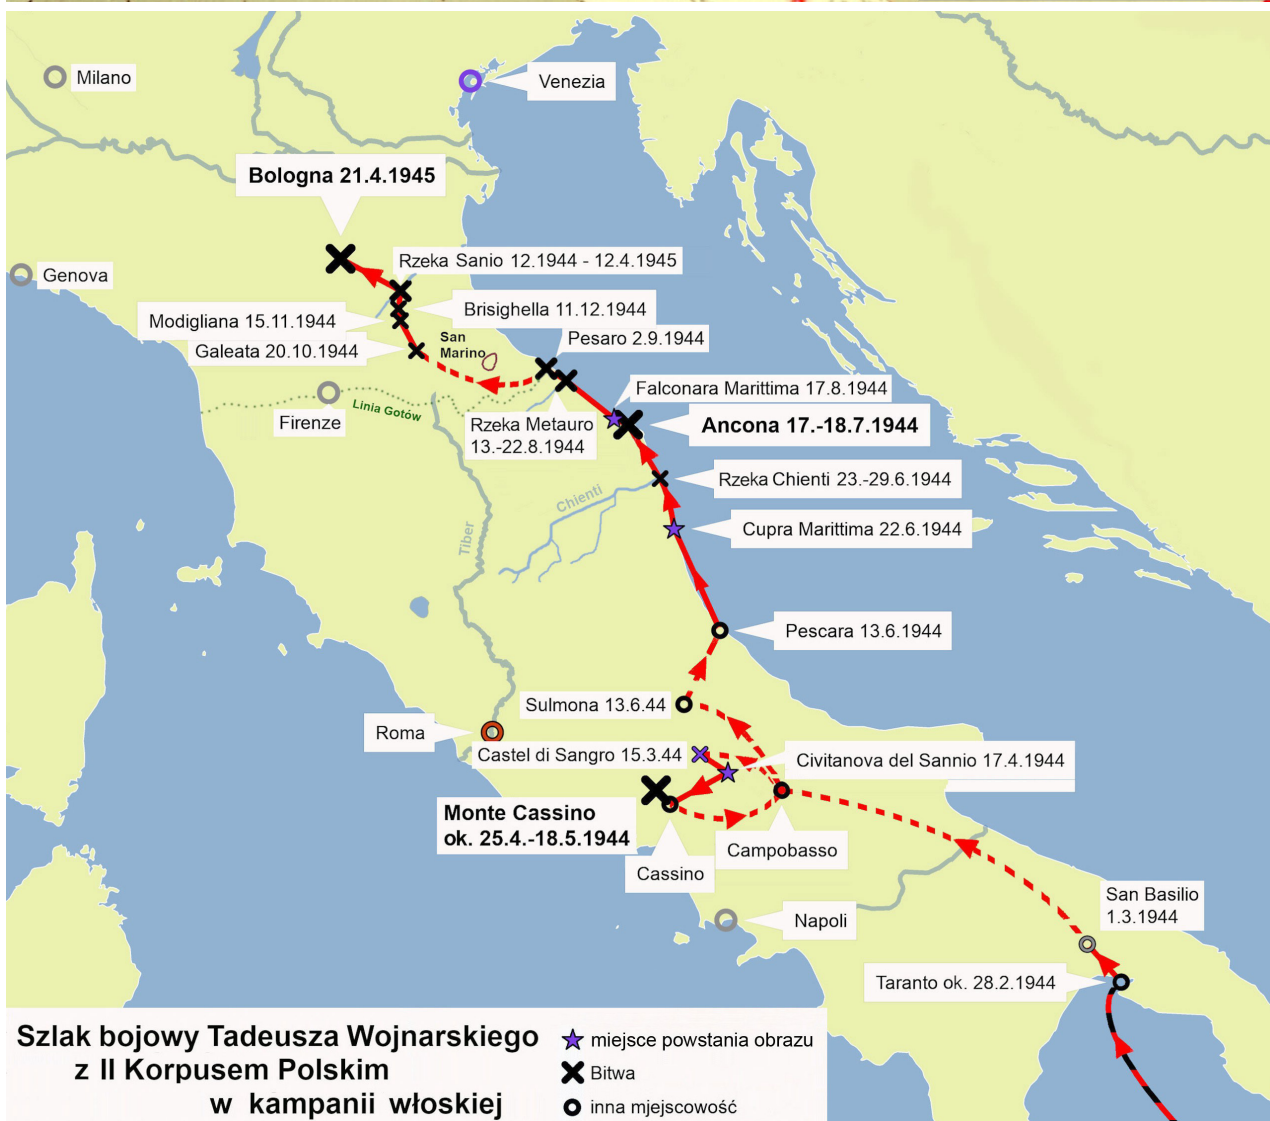 Milano
Venezia
Bologna 21.4.1945
Rzeka Sanio 12.1944 - 12.4.1945
Genova
Brisighella 11.12.1944
Modigliana 15.11.1944
San
Marino
Pesaro 2.9.1944
Galeata 20.10.1944
Falconara Marittima 17.8.1944
Linia Gotów
Firenze
Rzeka Metauro
13.-22.8.1944
Ancona 17.-18.7.1944
Rzeka Chienti 23.-29.6.1944
Chienti
Tiber
Cupra Marittima 22.6.1944
Pescara 13.6.1944
Sulmona 13.6.44
Roma
Castel di Sangro 15.3.44
Civitanova del Sannio 17.4.1944
Monte Cassino
ok. 25.4.-18.5.1944
Campobasso
Cassino
San Basilio
1.3.1944
Napoli
Taranto ok. 28.2.1944
Szlak bojowy Tadeusza Wojnarskiego
z II Korpusem Polskim
w kampanii włoskiej
miejsce powstania obrazu
Bitwa
inna mjejscowość